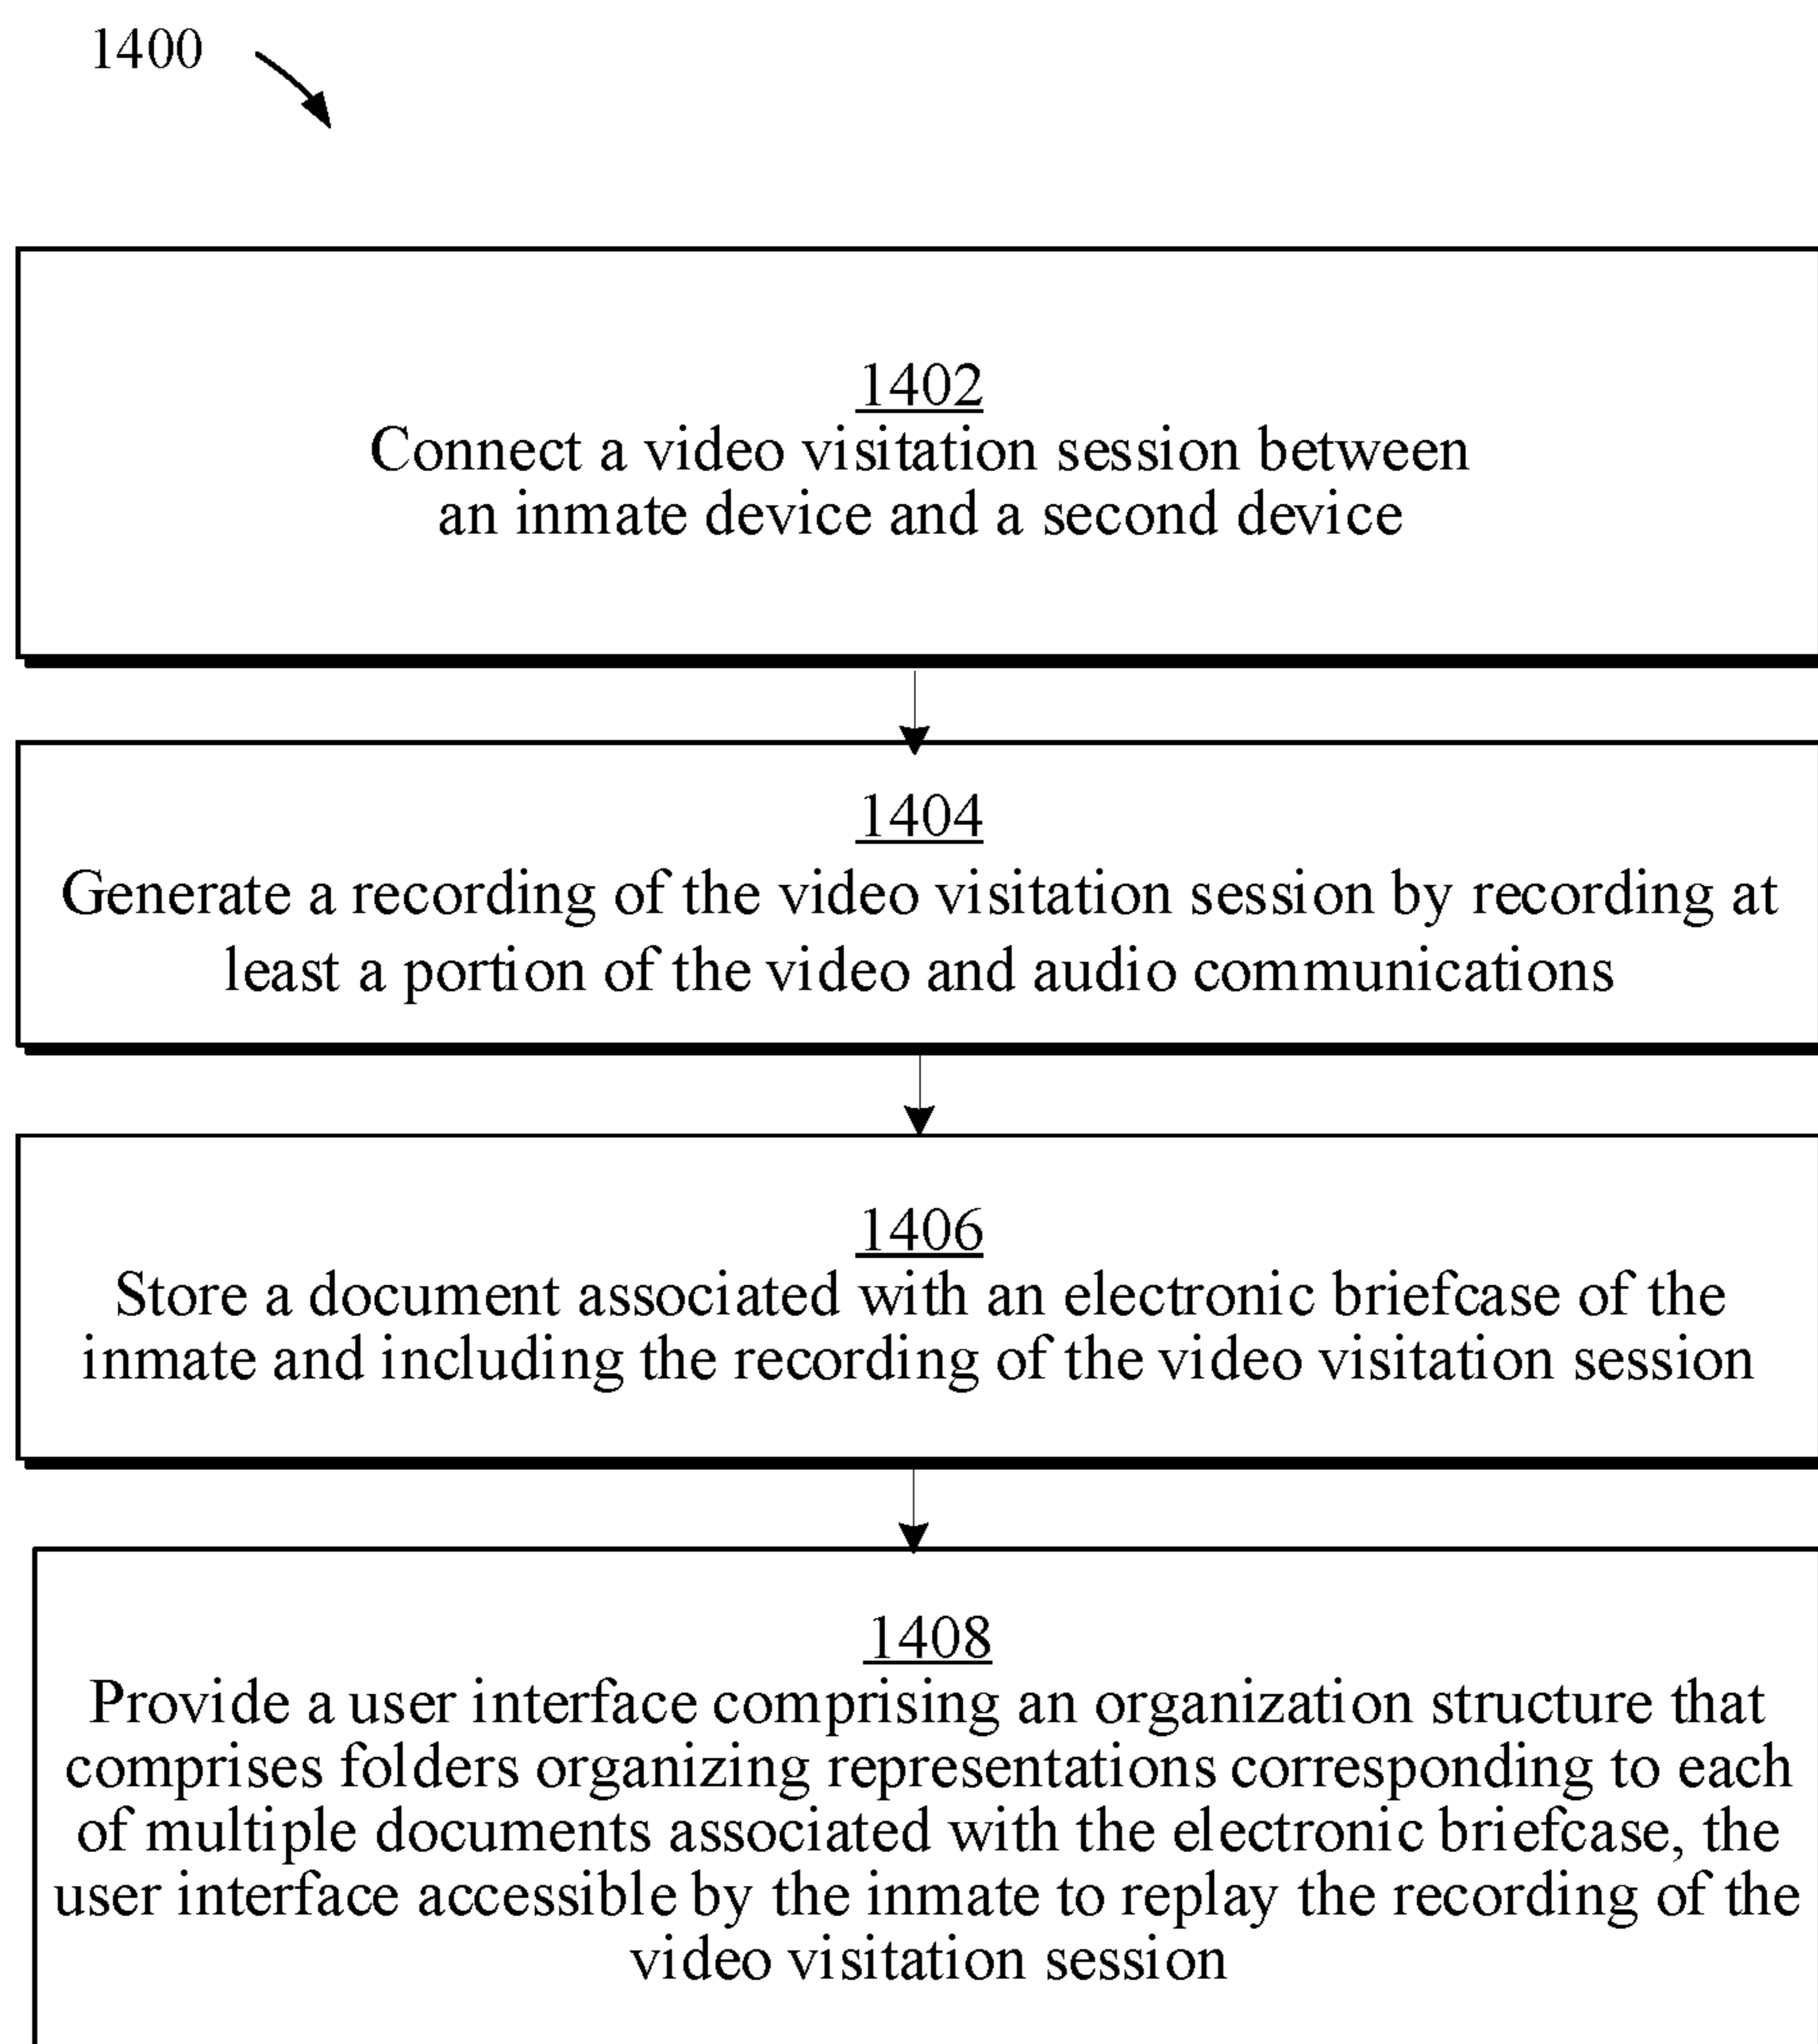 1400
1402
Connect a video visitation session between
an inmate device and a second device
1404
Generate a recording of the video visitation session by recording at
least a portion of the video and audio communications
1406
Store a document associated with an electronic briefcase of the
inmate and including the recording of the video visitation session
1408
Provide a user interface comprising an organization structure that
comprises folders organizing representations corresponding to each
of multiple documents associated with the electronic briefcase, the
user interface accessible by the inmate to replay the recording of the
video visitation session